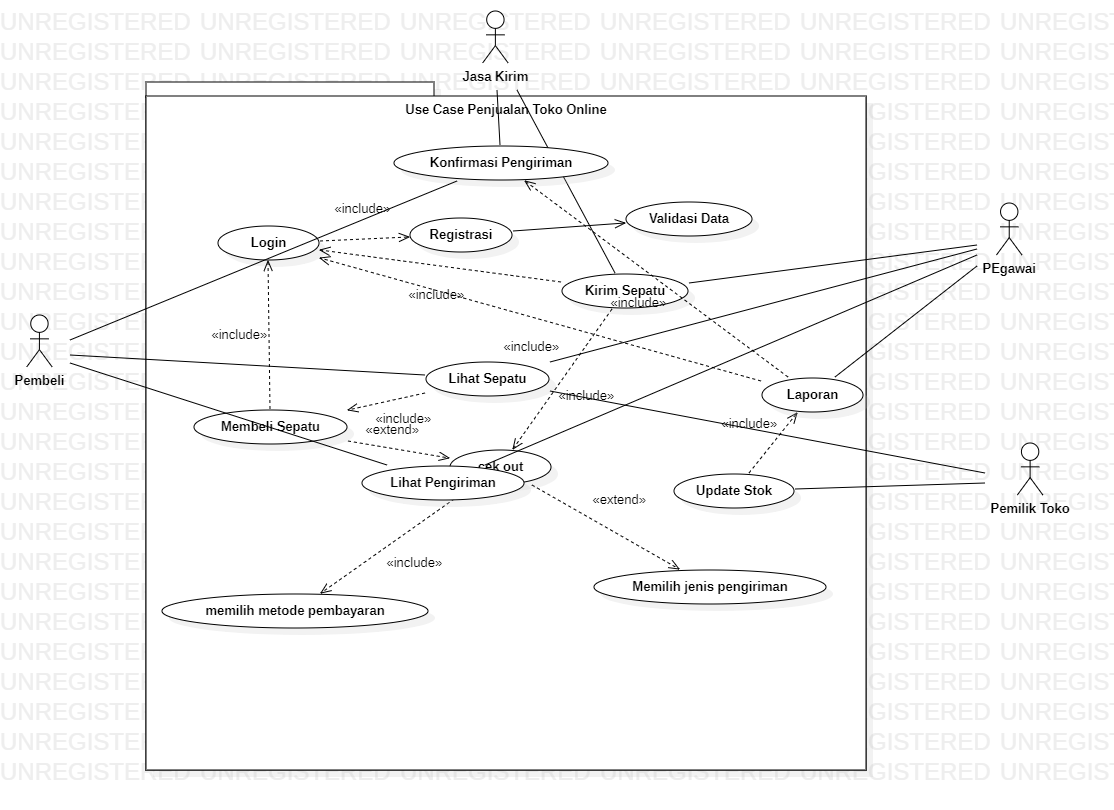 Jasa Kirim
Use Case Penjualan Toko Online
Konfirmasi Pengiriman
«include»
Registrasi
Validasi Data
Login
PEgawai
Kirim Sepatu
«include»
«include»
«include»
«include»
Pembeli
Lihat Sepatu
Laporan
«include»
«include»
«extend»
Membeli Sepatu
«include»
cek out
Lihat Pengiriman
Update Stok
«extend»
Pemilik Toko
«include»
Memilih jenis pengiriman
memilih metode pembayaran
UNREGISTERED UNREGISTERED UNREGISTERED UNREGISTERED UNREGISTERED UNREGIST